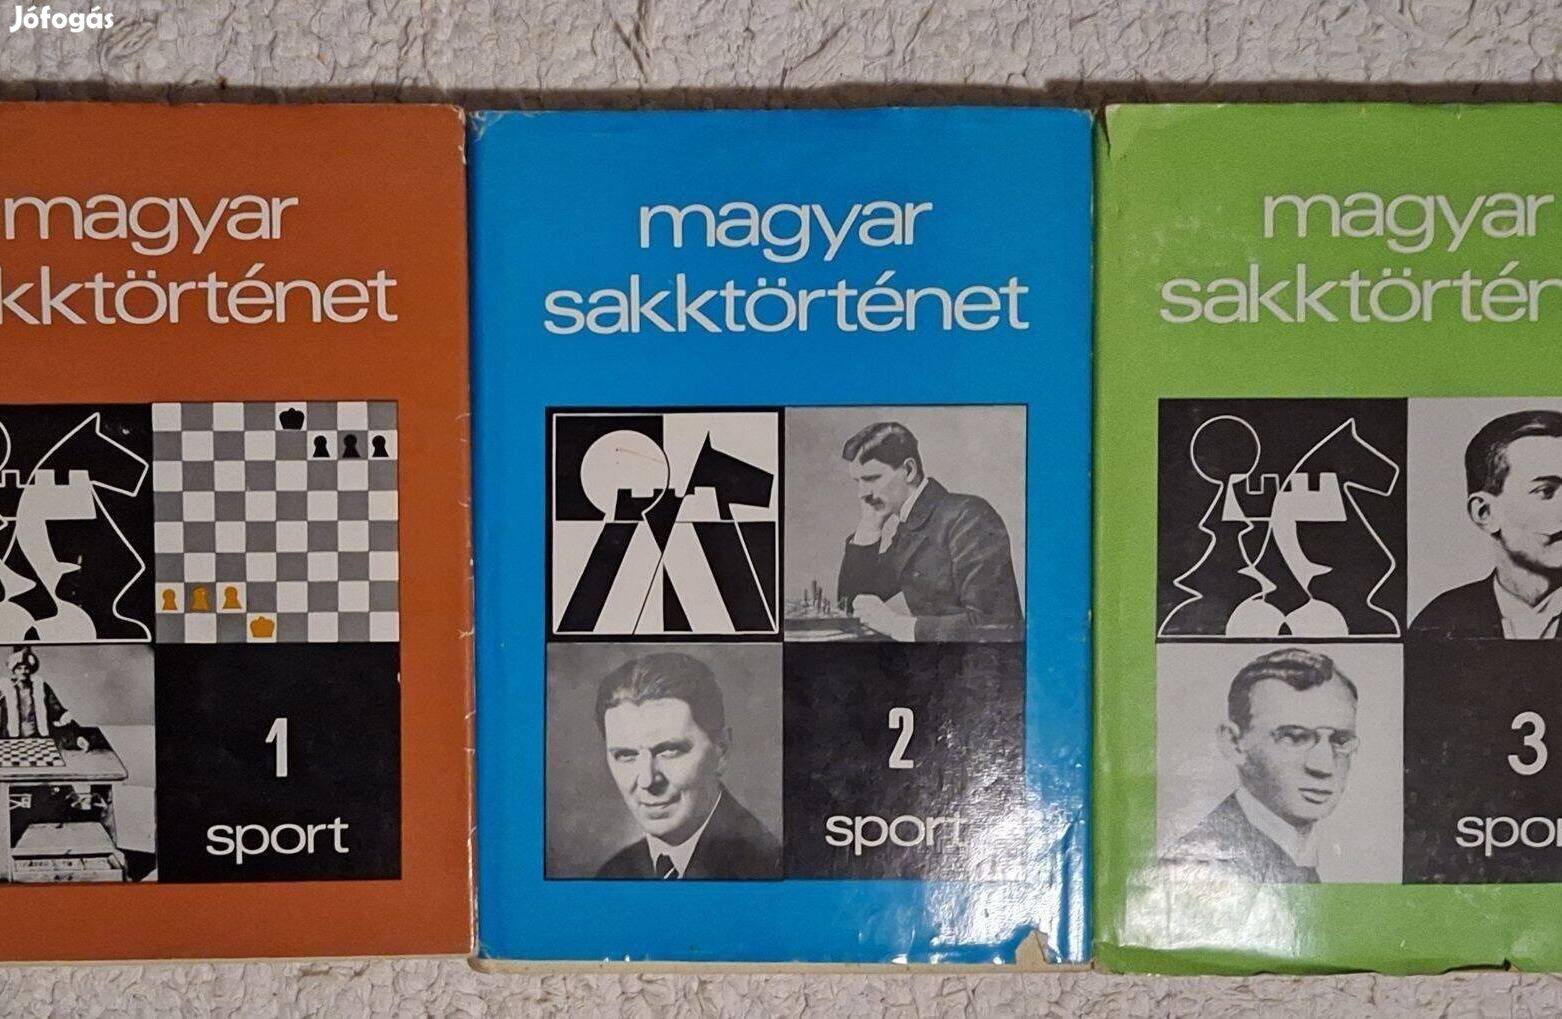 Jófogás
magyar
kktörténet
1
sport
magyar
sakktörténet
2
sport
magyar
sakktörtén
3
spor